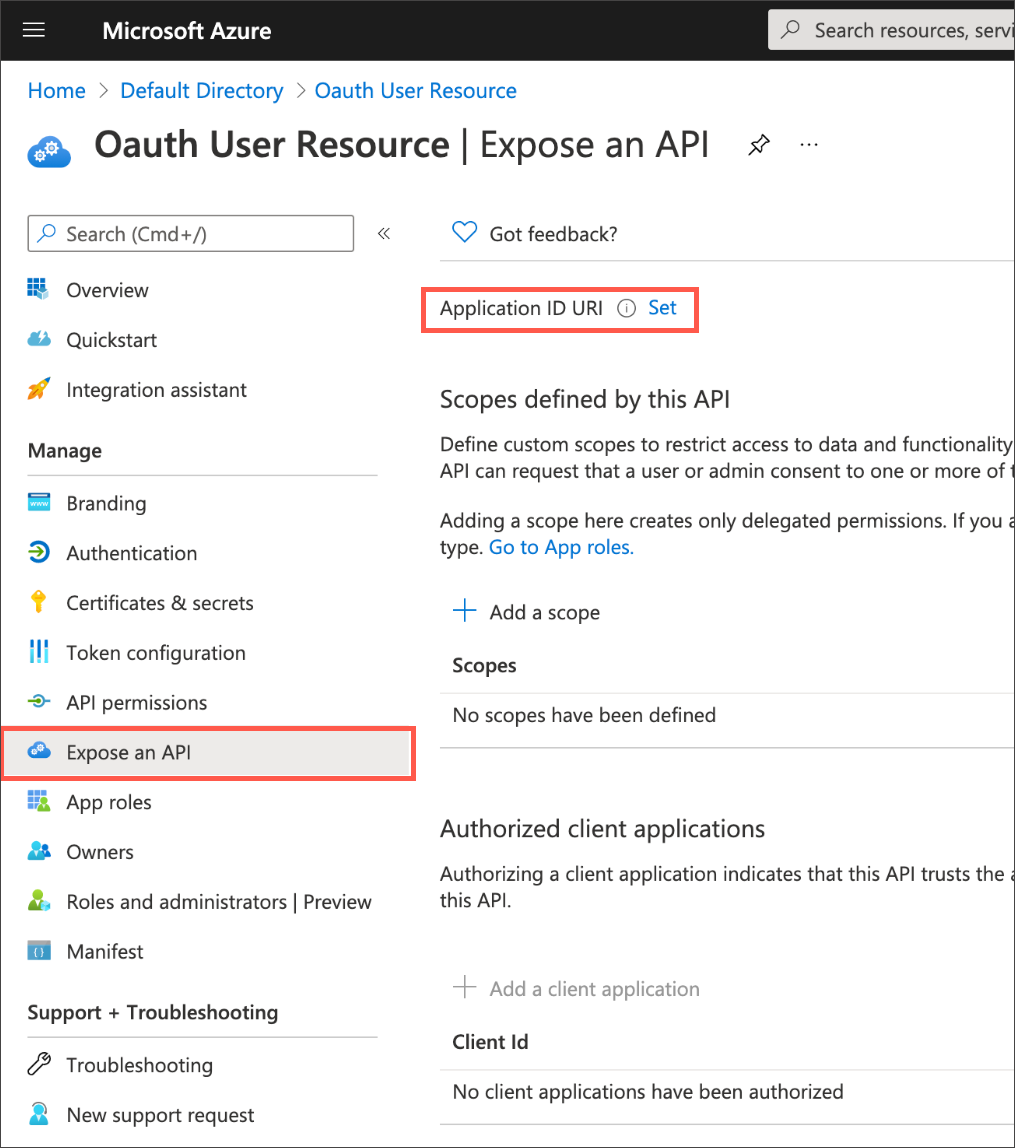 Microsoft Azure
Search resources, servi
Home > Default Directory > Oauth User Resource
Oauth User Resource | Expose an API
Search (Cmd+/)
Overview
Quickstart
Integration assistant
Manage
Branding
Authentication
Certificates & secrets
Token configuration
API permissions
Expose an API
App roles
Owners
Roles and administrators | Preview
Manifest
Support + Troubleshooting
Troubleshooting
New support request
Got feedback?
Application ID URI Set
Scopes defined by this API
Define custom scopes to restrict access to data and functionality
API can request that a user or admin consent to one or more of t
Adding a scope here creates only delegated permissions. If you a
type. Go to App roles.
Add a scope
Scopes
No scopes have been defined
Authorized client applications
Authorizing a client application indicates that this API trusts the a
this API.
Add a client application
Client Id
No client applications have been authorized